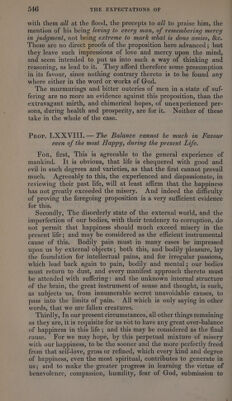 546 THE EXPECTATIONS OF
with them all at the flood, the precepts to all to praise him, the
mention of his being loving to every man, of remembering mercy
in judgment, not being extreme to mark what is done amiss, &c.
These are no direct proofs of the proposition here advanced; but
they leave such impressions of love and mercy upon the mind,
and seem intended to put us into such a way of thinking and
reasoning, as lead to it. They afford therefore some presumption
in its favour, since nothing contrary thereto is to be found any
where either in the word or works of God.
The murmurings and bitter outcries of men in a state of suf-
fering are no more an evidence against this proposition, than the
extravagant mirth, and chimerical hopes, of unexperienced per-
sons, during health and prosperity, are for it. Neither of these
take in the whole of the case.
PROP. LXXVIII. — The Balance cannot be much in Favour
even of the most Happy, during the present Life.
FOR, first, This is agreeable to the general experience of
mankind. It is obvious, that life is chequered with good and
evil in such degrees and varieties, as that the first cannot prevail
much. Agreeably to this, the experienced and dispassionate, in
reviewing their past life, will at least affirm that the happiness
has not greatly exceeded the misery. And indeed the difficulty
of proving the foregoing proposition is a very sufficient evidence
for this.
Secondly, The disorderly state of the external world, and the
imperfection of our bodies, with their tendency to corruption, do
not permit that happiness should much exceed misery in the
present life; and may be considered as the efficient instrumental
cause of this. Bodily pain must in many cases be impressed
upon us by external objects; both this, and bodily pleasure, lay
the foundation for intellectual pains, and for irregular passions,
which lead back again to pain, bodily and mental; our bodies
must return to dust, and every manifest approach thereto must
be attended with suffering: and the unknown internal structure
of the brain, the great instrument of sense and thought, is such,
as subjects us, from innumerable secret unavoidable causes, to
pass into the limits of pain. All which is only saying in other
words, that we are fallen creatures.
Thirdly, In our present circumstances, all other things remaining
as they are, it is requisite for us not to have any great over-balance
of happiness in this life; and this may be considered as the final
cause. For we may hope, by this perpetual mixture of misery
with our happiness, to be the sooner and the more perfectly freed
from that self-love, gross or refined, which every kind and degree
of happiness, even the most spiritual, contributes to generate in
us; and to make the greater progress in learning the virtues of
benevolence, compassion, humility, fear of God, submission to